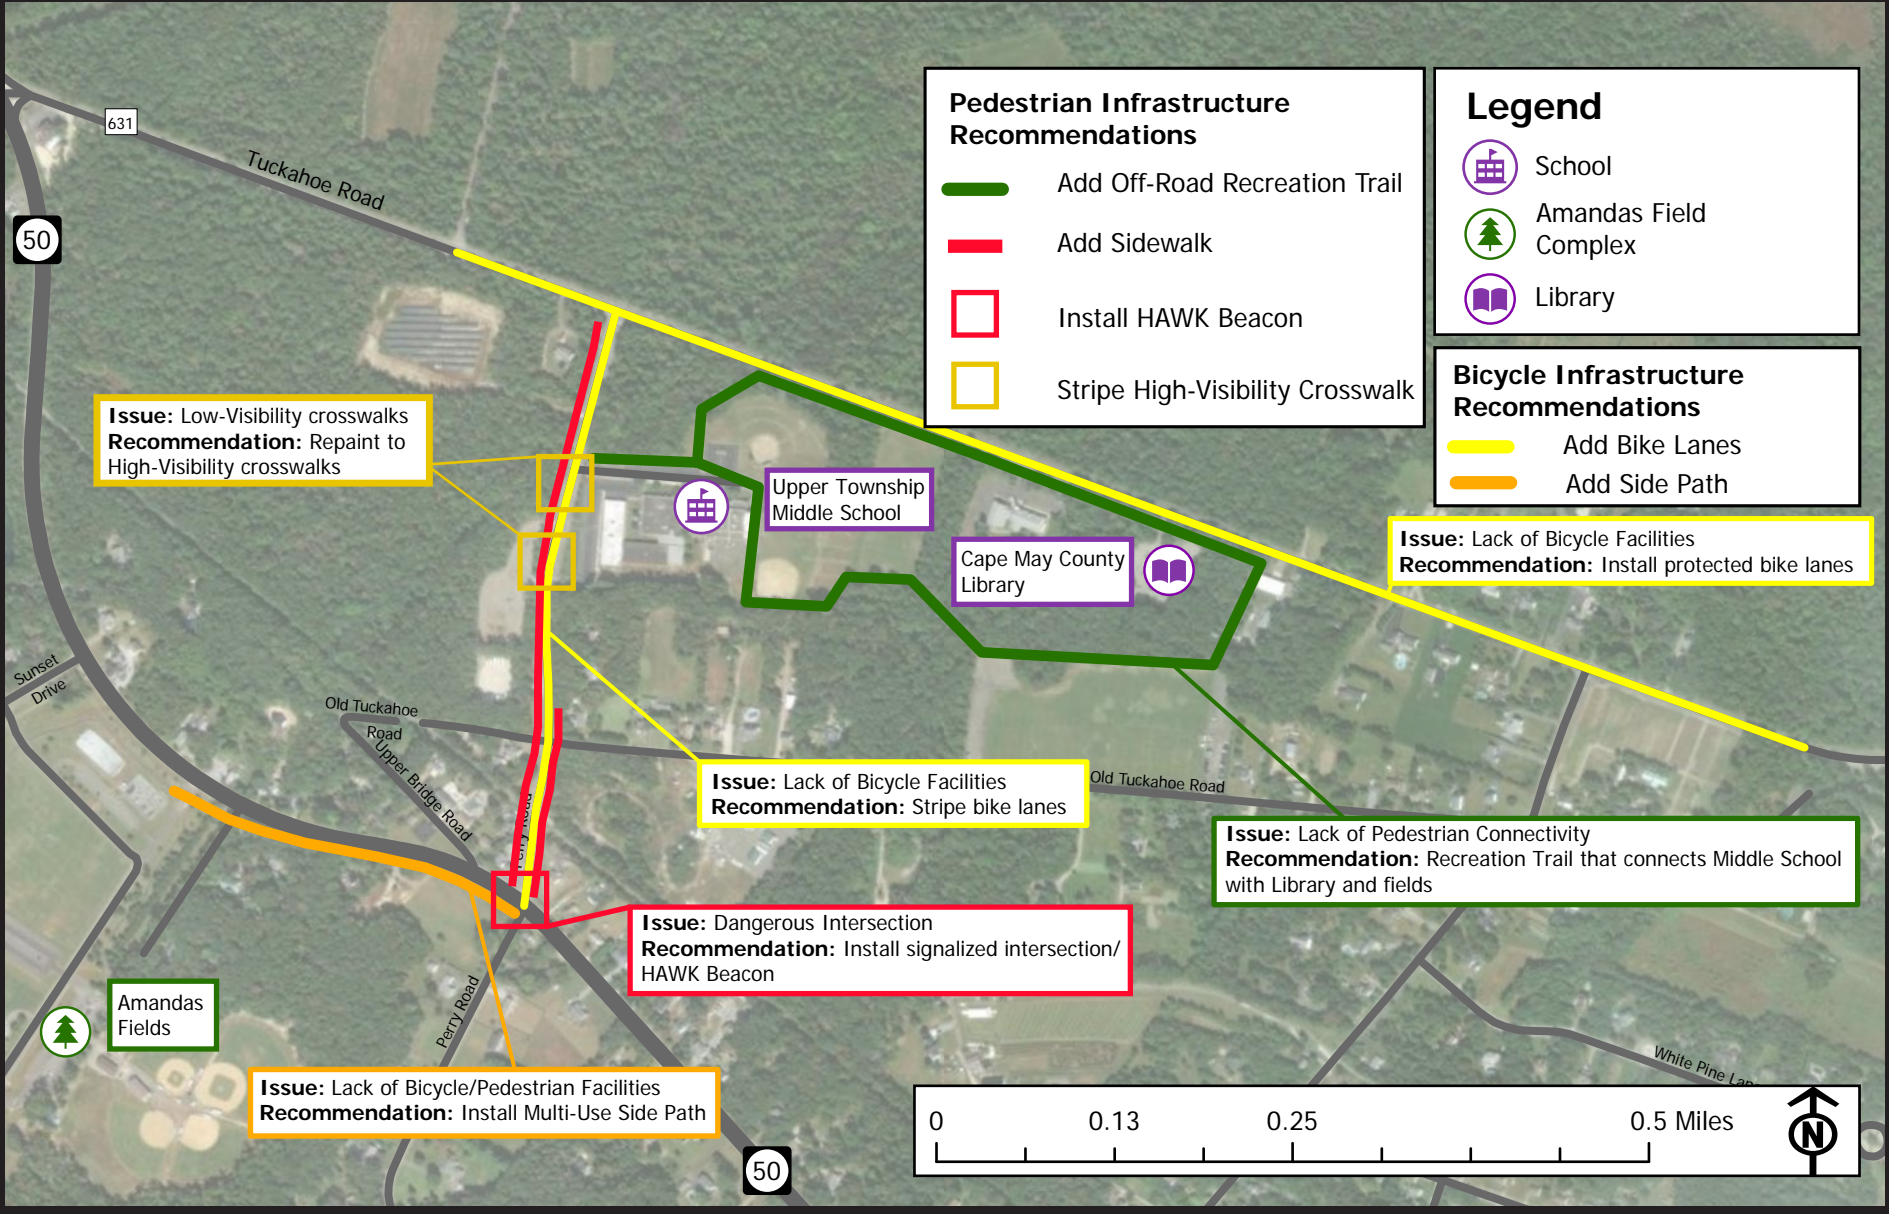 631
Tuckahoe Road
50
Pedestrian Infrastructure
Recommendations
Add Off-Road Recreation Trail
Add Sidewalk
Install HAWK Beacon
Stripe High-Visibility Crosswalk
Legend
School
Amandas Field
Complex
Library
Bicycle Infrastructure
Recommendations
Add Bike Lanes
Add Side Path
Issue: Low-Visibility crosswalks
Recommendation: Repaint to
High-Visibility crosswalks
Upper Township
Middle School
Cape May County
Library
Issue: Lack of Bicycle Facilities
Recommendation: Install protected bike lanes
Sunset
Drive
Old Tuckahoe
Road
Upper Bridge Road
Perry Road
Issue: Lack of Bicycle Facilities
Recommendation: Stripe bike lanes
Old Tuckahoe Road
Issue: Lack of Pedestrian Connectivity
Recommendation: Recreation Trail that connects Middle School
with Library and fields
Issue: Dangerous Intersection
Recommendation: Install signalized intersection/
HAWK Beacon
Amandas
Fields
Perry Road
Issue: Lack of Bicycle/Pedestrian Facilities
Recommendation: Install Multi-Use Side Path
50
White Pine Lane
0 0.13 0.25 0.5 Miles
N